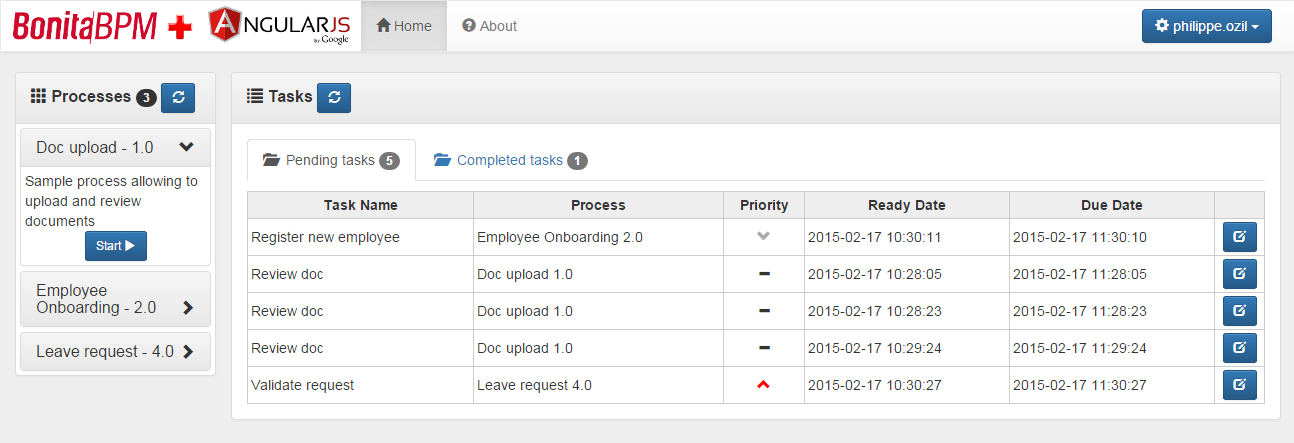 BonitaBPM ANGULARJS by Google Home About philippe.ozil
Processes 3
Doc upload - 1.0
Sample process allowing to
upload and review
documents
Start
Employee
Onboarding - 2.0
Leave request - 4.0
Tasks
Pending tasks 5 Completed tasks 1
Task Name Process Priority Ready Date Due Date
Register new employee Employee Onboarding 2.0 2015-02-17 10:30:11 2015-02-17 11:30:10
Review doc Doc upload 1.0 2015-02-17 10:28:05 2015-02-17 11:28:05
Review doc Doc upload 1.0 2015-02-17 10:28:23 2015-02-17 11:28:23
Review doc Doc upload 1.0 2015-02-17 10:29:24 2015-02-17 11:29:24
Validate request Leave request 4.0 2015-02-17 10:30:27 2015-02-17 11:30:27